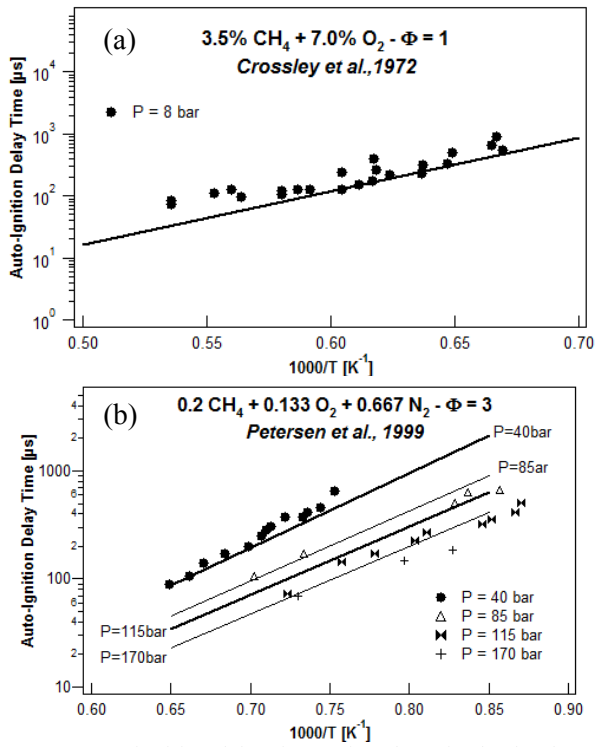 (a)
3.5% CH4 + 7.0% O2 - Φ = 1
Crossley et al.,1972
P = 8 bar
Auto-Ignition Delay Time [µs]
10^4
10^3
10^2
10^1
10^0
0.50 0.55 0.60 0.65 0.70
1000/T [K^-1]
(b)
0.2 CH4 + 0.133 O2 + 0.667 N2 - Φ = 3
Petersen et al., 1999
P=40bar
P=85ar
Auto-Ignition Delay Time [µs]
4
2
1000
6
4
2
100
8
6
4
2
10
P=115bar
P=170bar
P = 40 bar
P = 85 bar
P = 115 bar
P = 170 bar
0.60 0.65 0.70 0.75 0.80 0.85 0.90
1000/T [K^-1]